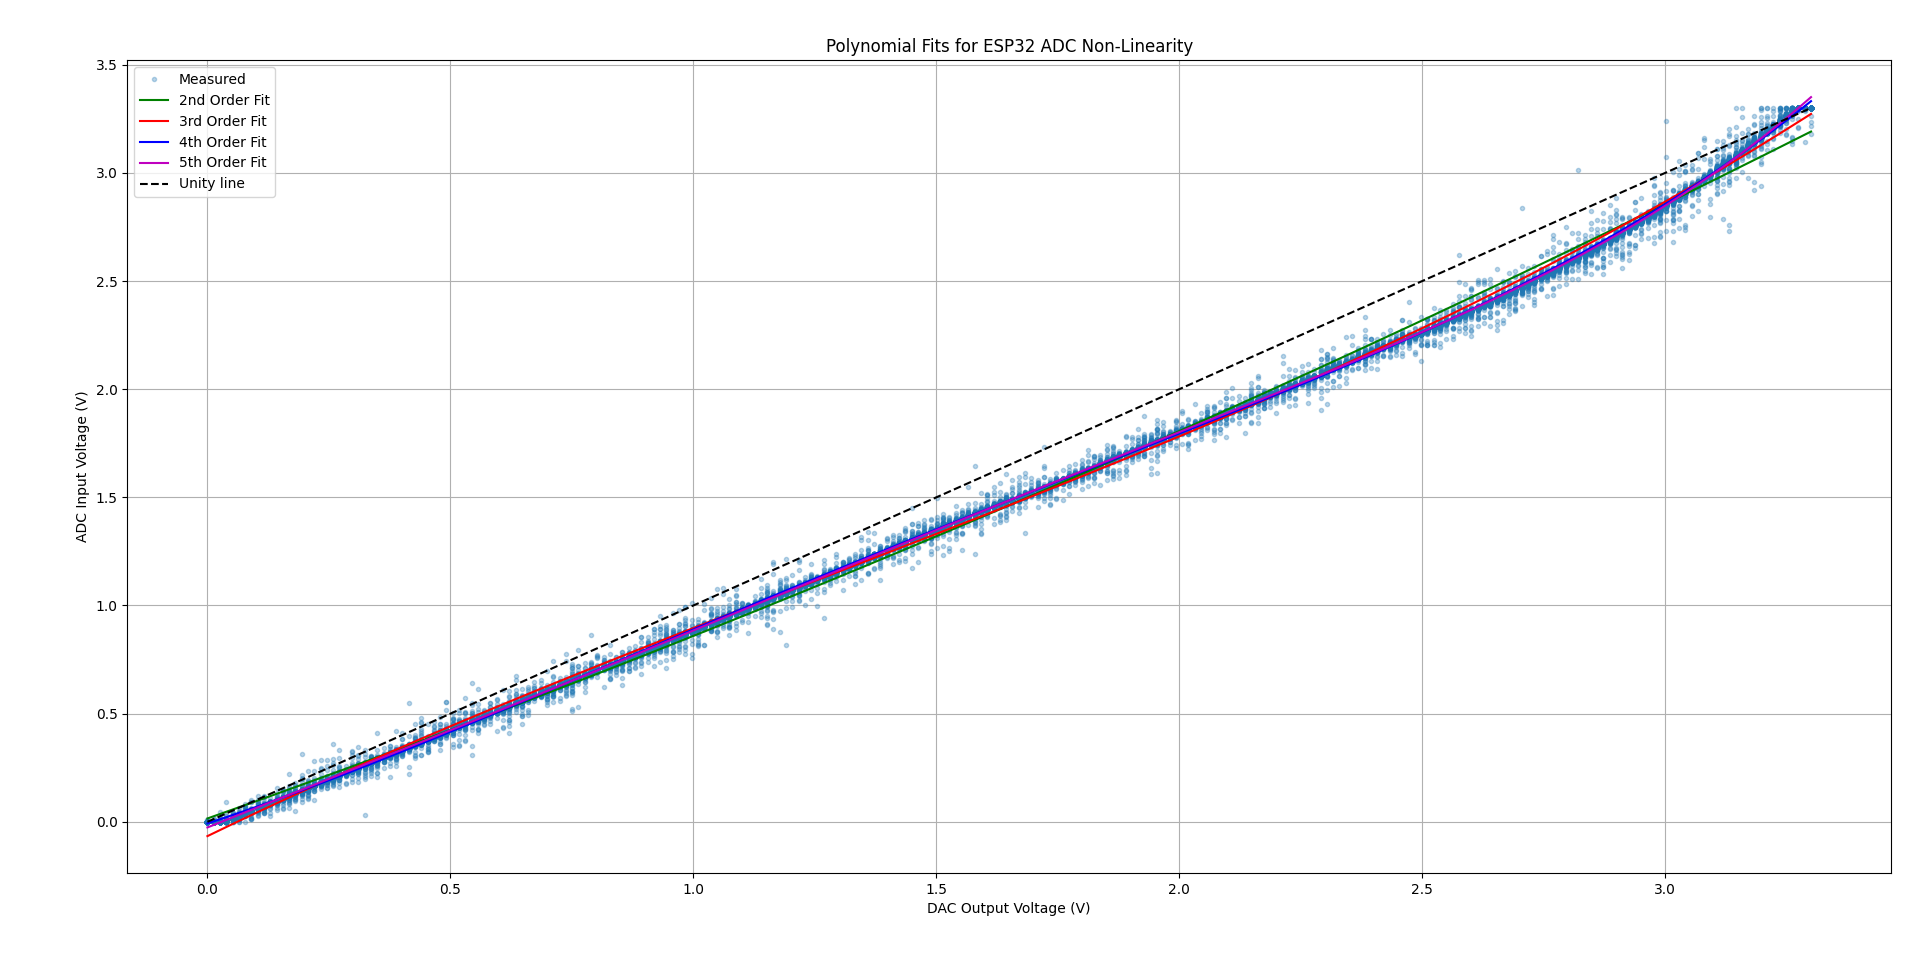 Polynomial Fits for ESP32 ADC Non-Linearity
Measured
2nd Order Fit
3rd Order Fit
4th Order Fit
5th Order Fit
Unity line
3.5
3.0
2.5
2.0
1.5
1.0
0.5
0.0
ADC Input Voltage (V)
0.0 0.5 1.0 1.5 2.0 2.5 3.0
DAC Output Voltage (V)